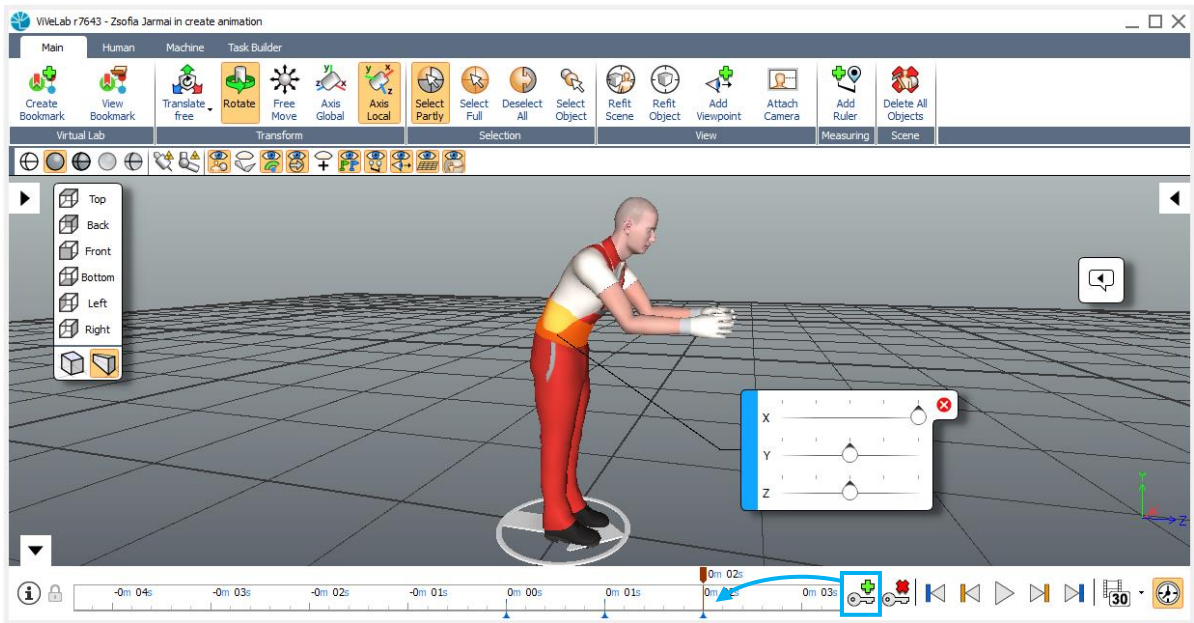 ViVeLab r7643 - Zsofia Jarmai in create animation
Main Human Machine Task Builder
Create Bookmark
View Bookmark
Translate free
Rotate
Free Move
Axis Global
Axis Local
Select Partly
Select Full
Deselect All
Select Object
Refit Scene
Refit Object
Add Viewpoint
Attach Camera
Add Ruler
Delete All Objects
Virtual Lab Transform Selection View Measuring Scene
Top
Back
Front
Bottom
Left
Right
X
Y
Z
Y
Z
0m 02s
-0m 04s -0m 03s -0m 02s -0m 01s 0m 00s 0m 01s 0m 02s 0m 03s
30